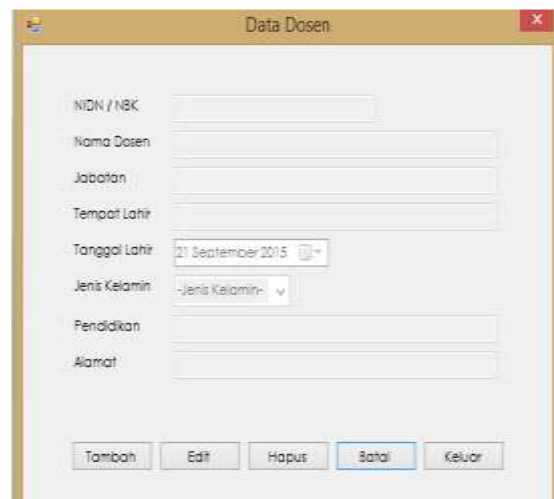 Data Dosen
NIDN / NBK
Nama Dosen
Jabatan
Tempat Lahir
Tanggal Lahir 21 September 2015
Jenis Kelamin -Jenis Kelamin-
Pendidikan
Alamat
Tambah Edit Hapus Batal Keluar